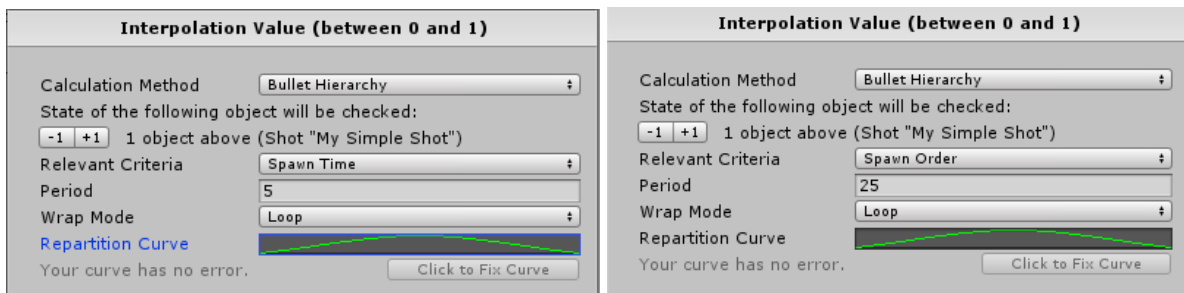 Interpolation Value (between 0 and 1)
Calculation Method Bullet Hierarchy
State of the following object will be checked:
-1 +1 1 object above (Shot "My Simple Shot")
Relevant Criteria Spawn Time
Period 5
Wrap Mode Loop
Repartition Curve
Your curve has no error. Click to Fix Curve
Interpolation Value (between 0 and 1)
Calculation Method Bullet Hierarchy
State of the following object will be checked:
-1 +1 1 object above (Shot "My Simple Shot")
Relevant Criteria Spawn Order
Period 25
Wrap Mode Loop
Repartition Curve
Your curve has no error. Click to Fix Curve